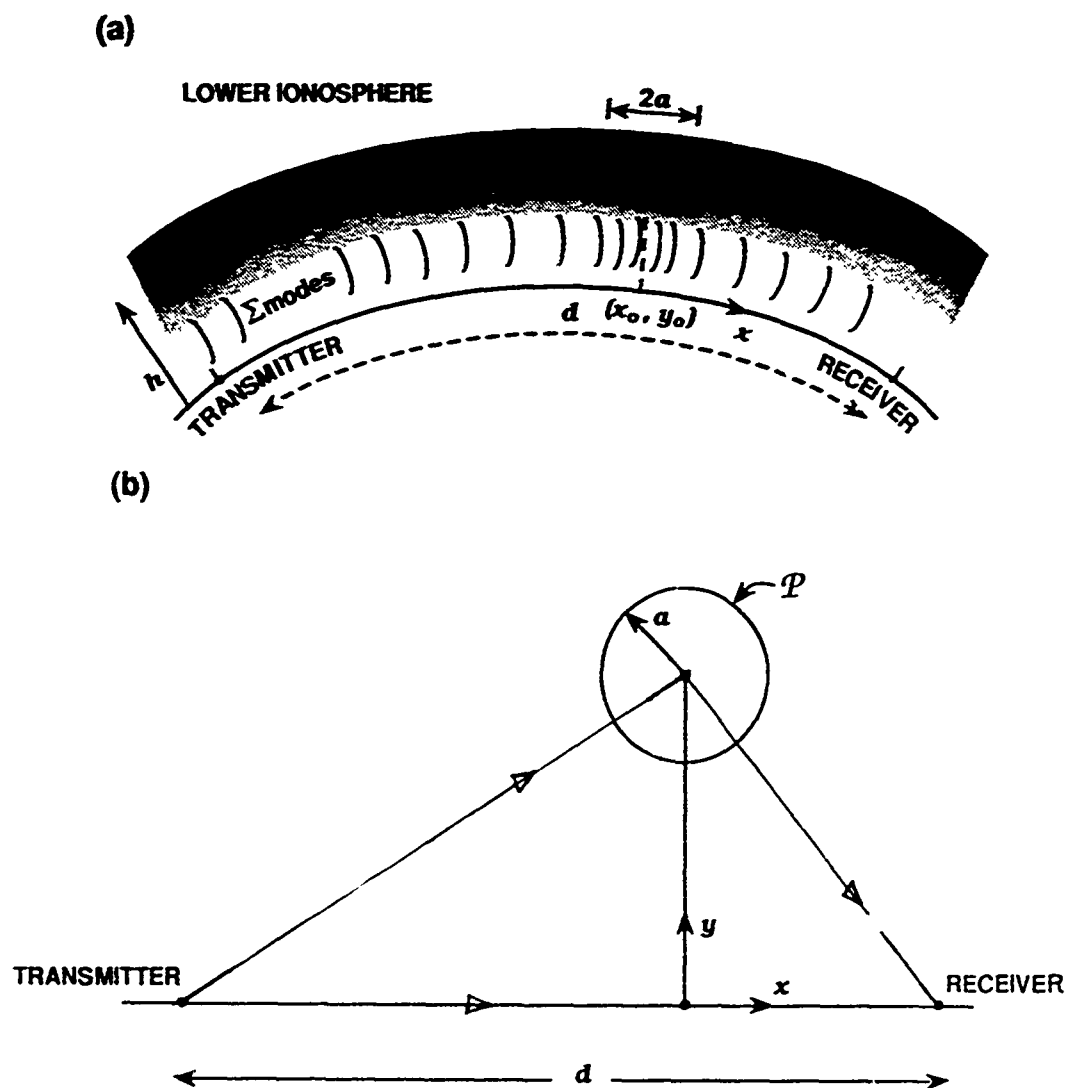 (a)
LOWER IONOSPHERE
2a
Σmodes
d (x₀, y₀) x
h
TRANSMITTER
RECEIVER
(b)
𝒫
a
y
TRANSMITTER
x
RECEIVER
d